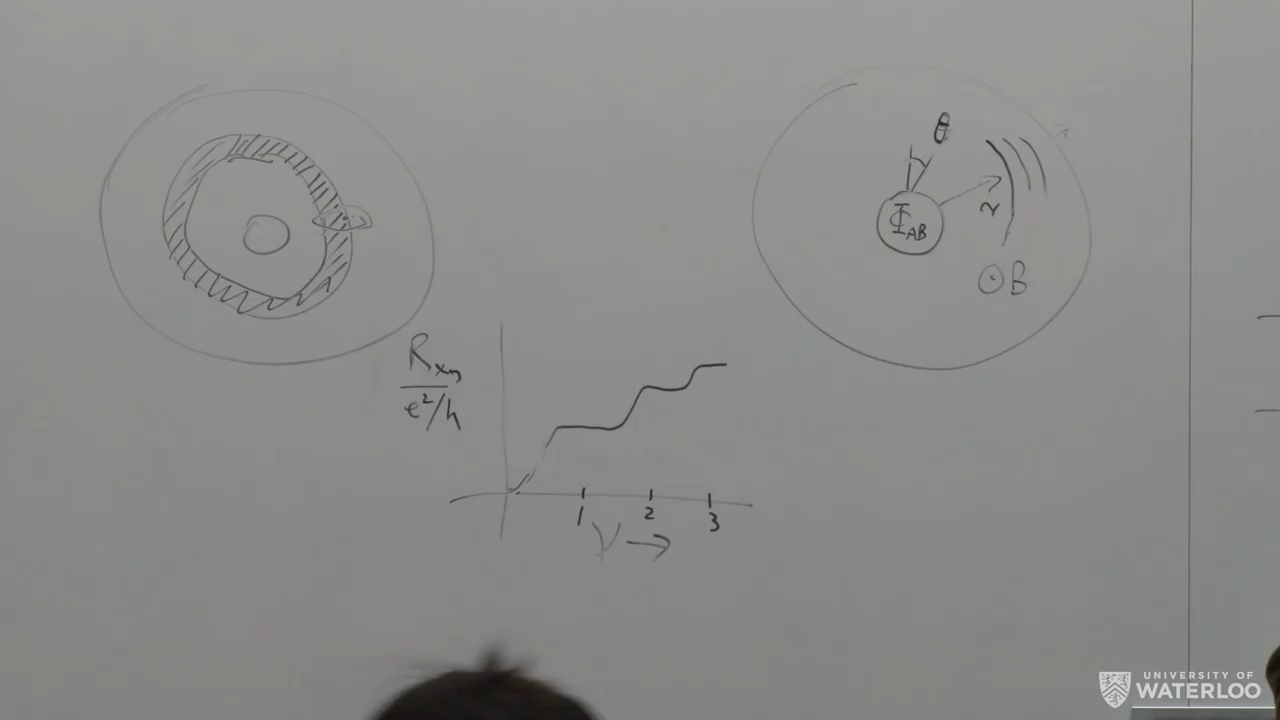 θ
Φ_AB
r
⊙B
R_xy
e²/h
1 2 3
ν →
UNIVERSITY OF
WATERLOO